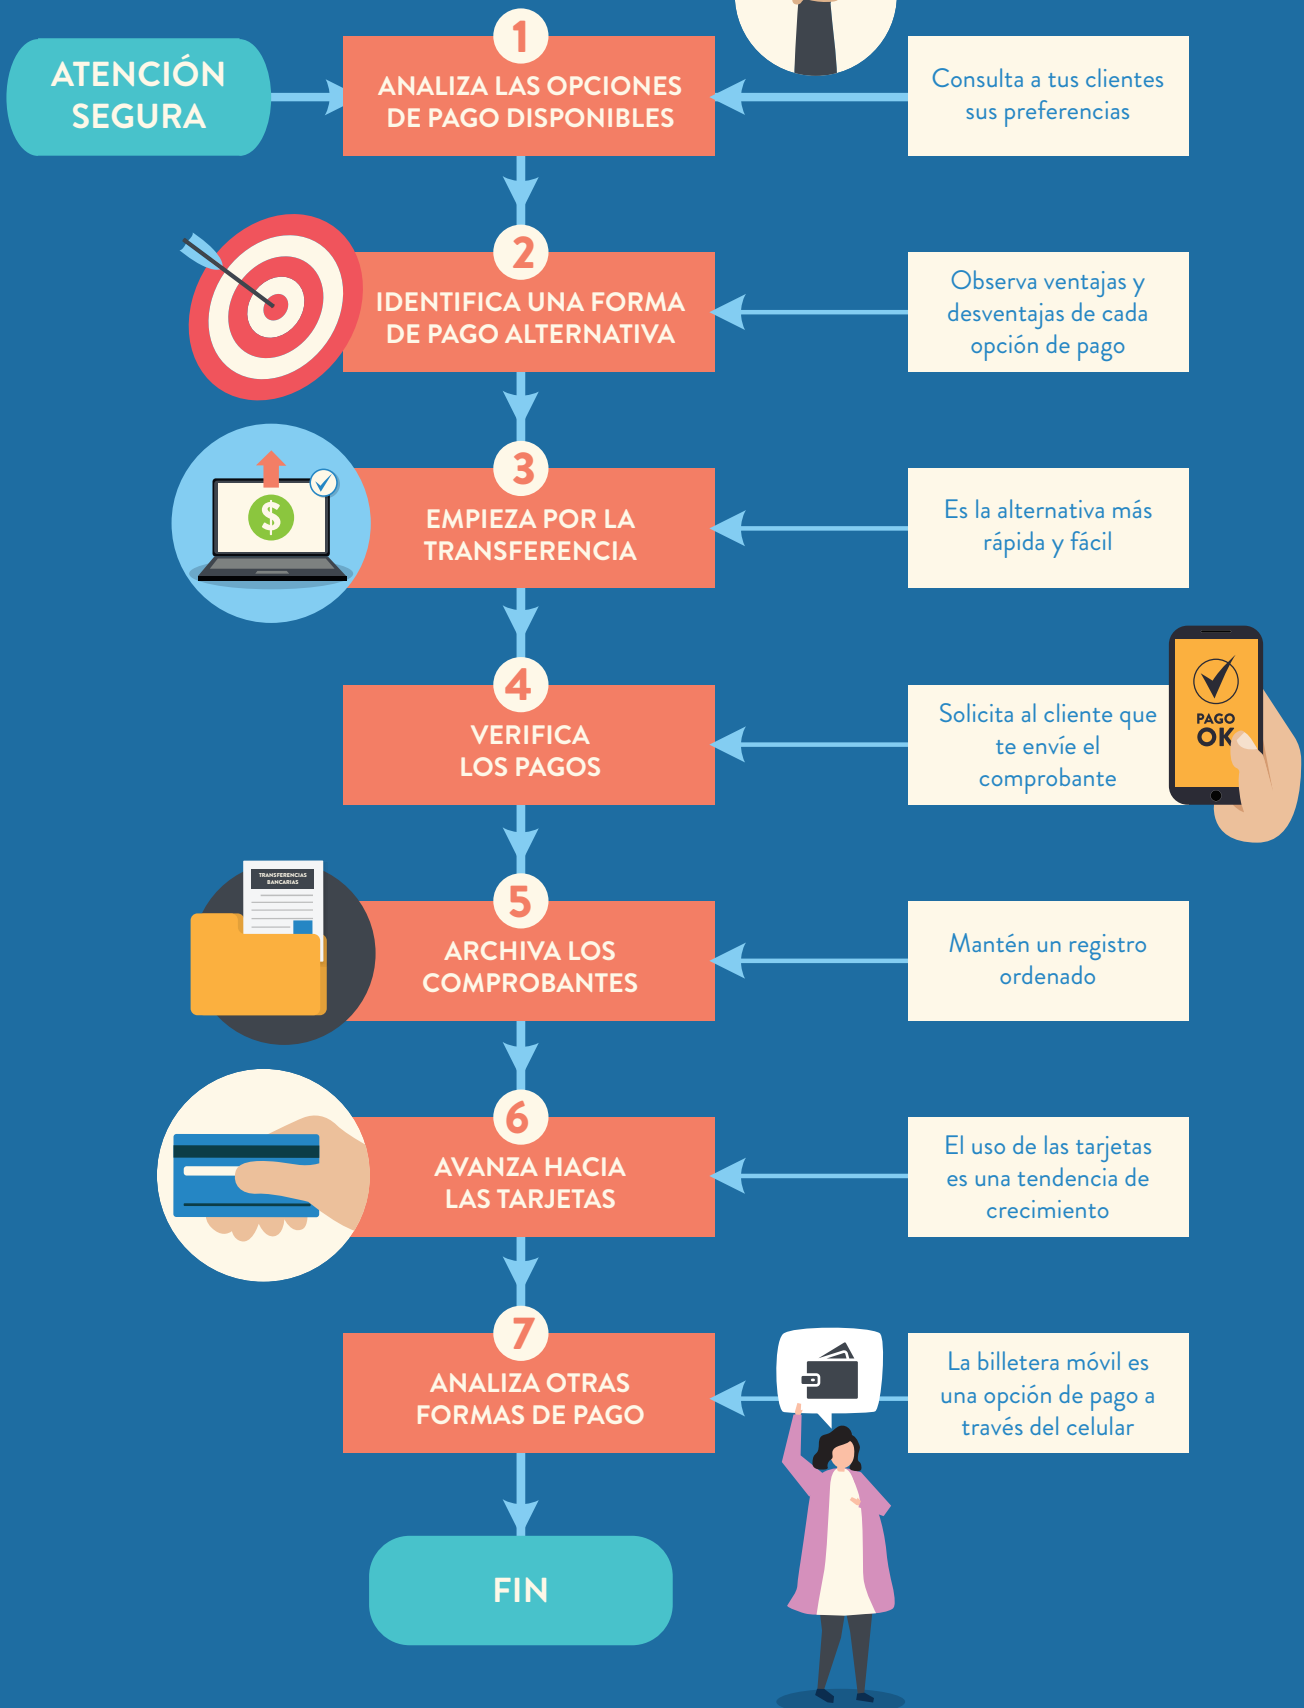 ATENCIÓN
SEGURA
1
ANALIZA LAS OPCIONES
DE PAGO DISPONIBLES
Consulta a tus clientes
sus preferencias
2
IDENTIFICA UNA FORMA
DE PAGO ALTERNATIVA
Observa ventajas y
desventajas de cada
opción de pago
3
EMPIEZA POR LA
TRANSFERENCIA
$
Es la alternativa más
rápida y fácil
4
VERIFICA
LOS PAGOS
Solicita al cliente que
te envíe el
comprobante
PAGO
OK
5
ARCHIVA LOS
COMPROBANTES
TRANSFERENCIAS
BANCARIAS
Mantén un registro
ordenado
6
AVANZA HACIA
LAS TARJETAS
El uso de las tarjetas
es una tendencia de
crecimiento
7
ANALIZA OTRAS
FORMAS DE PAGO
La billetera móvil es
una opción de pago a
través del celular
FIN